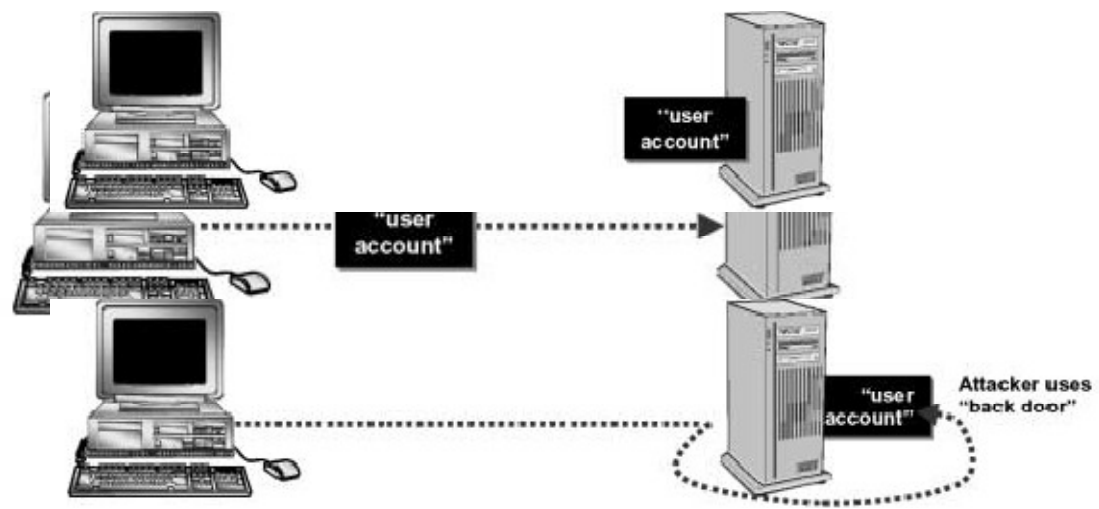 "user
account"
"user
account"
"user
account"
Attacker uses
"back door"